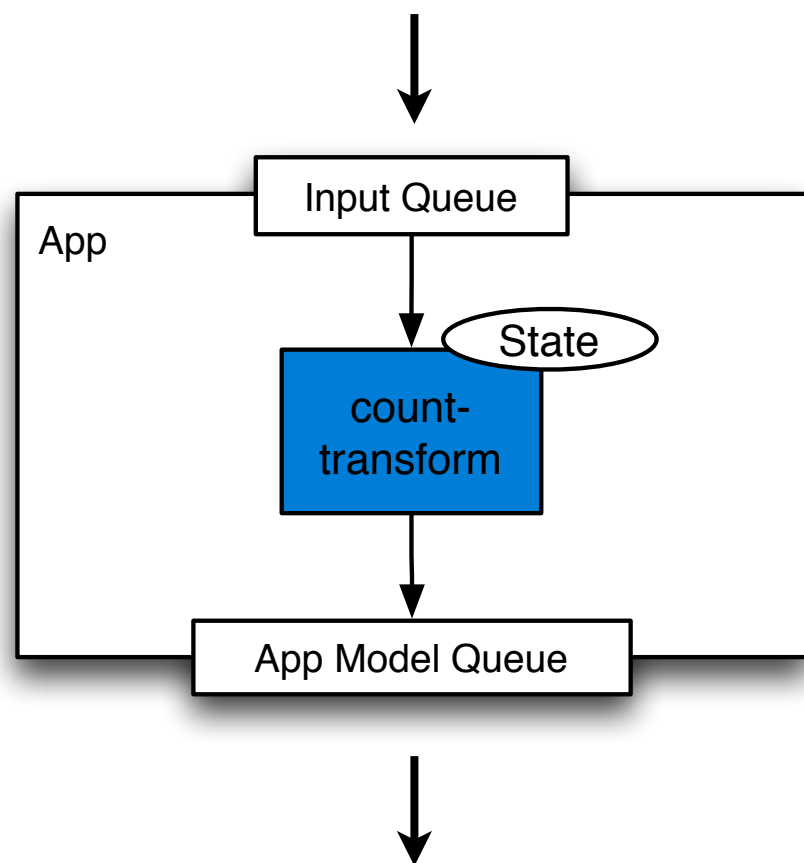 Input Queue
App
State
count-
transform
App Model Queue